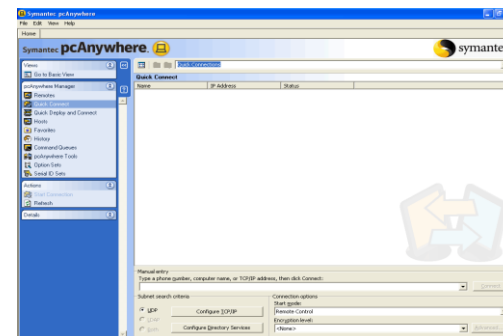 Symantec pcAnywhere
File Edit View Help
Home
Symantec pcAnywhere.
symante
Views
Go to Basic View
Quick Connections
Quick Connect
Name IP Address Status
pcAnywhere Manager
Remotes
Quick Connect
Quick Deploy and Connect
Hosts
Favorites
History
Command Queues
pcAnywhere Tools
Option Sets
Serial ID Sets
Actions
Start Connection
Refresh
Details
Manual entry
Type a phone number, computer name, or TCP/IP address, then click Connect:
Connect
Subnet search criteria
UDP
Configure TCP/IP
Configure Directory Services
Connection options
Start mode:
Remote Control
Encryption level:
<None>
Advanced